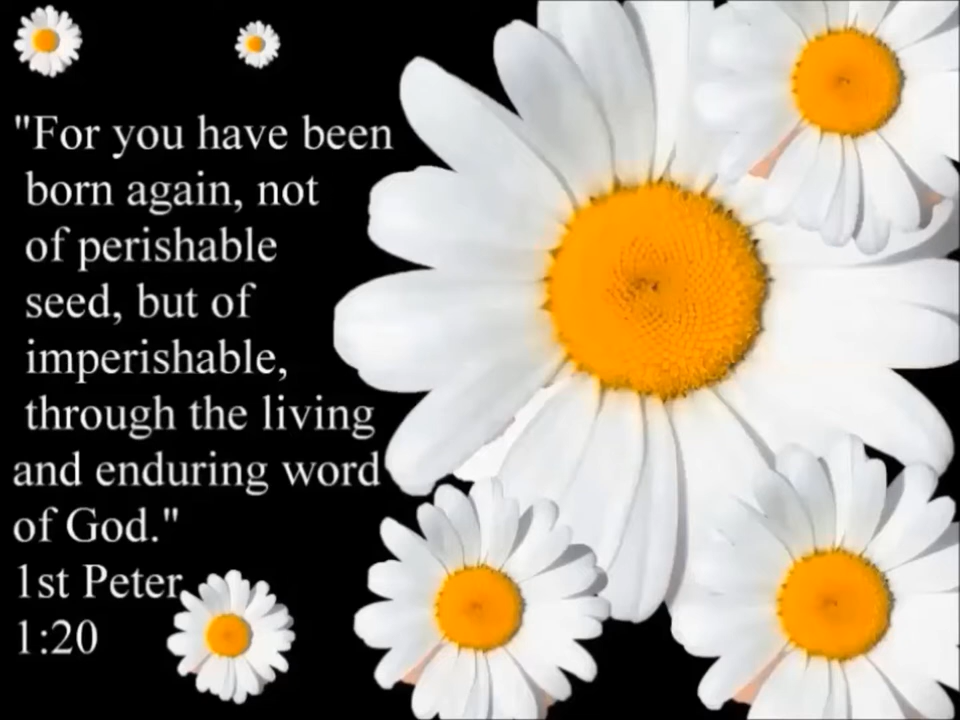 "For you have been
born again, not
of perishable
seed, but of
imperishable,
through the living
and enduring word
of God."
1st Peter
1:20